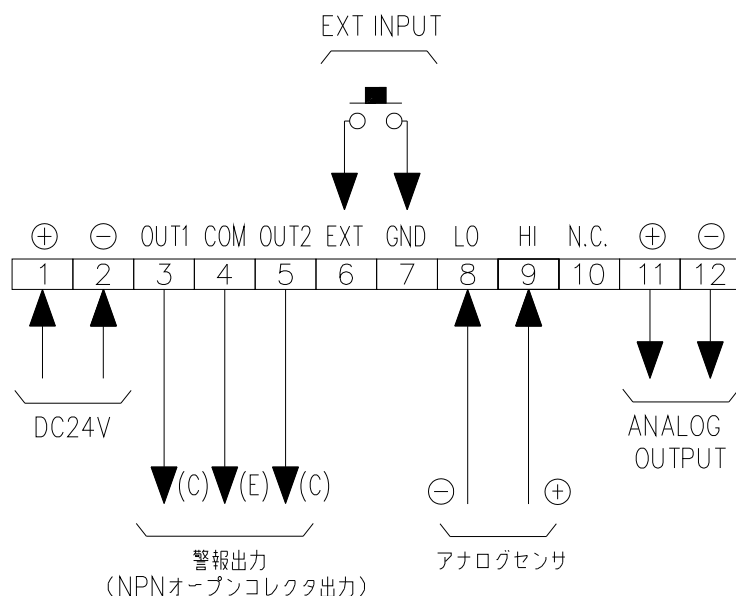 EXT INPUT
⊕ ⊖ OUT1 COM OUT2 EXT GND LO HI N.C. ⊕ ⊖
1 2 3 4 5 6 7 8 9 10 11 12
DC24V
ANALOG
OUTPUT
(C) (E) (C) ⊖ ⊕
警報出力
(NPNオープンコレクタ出力)
アナログセンサ